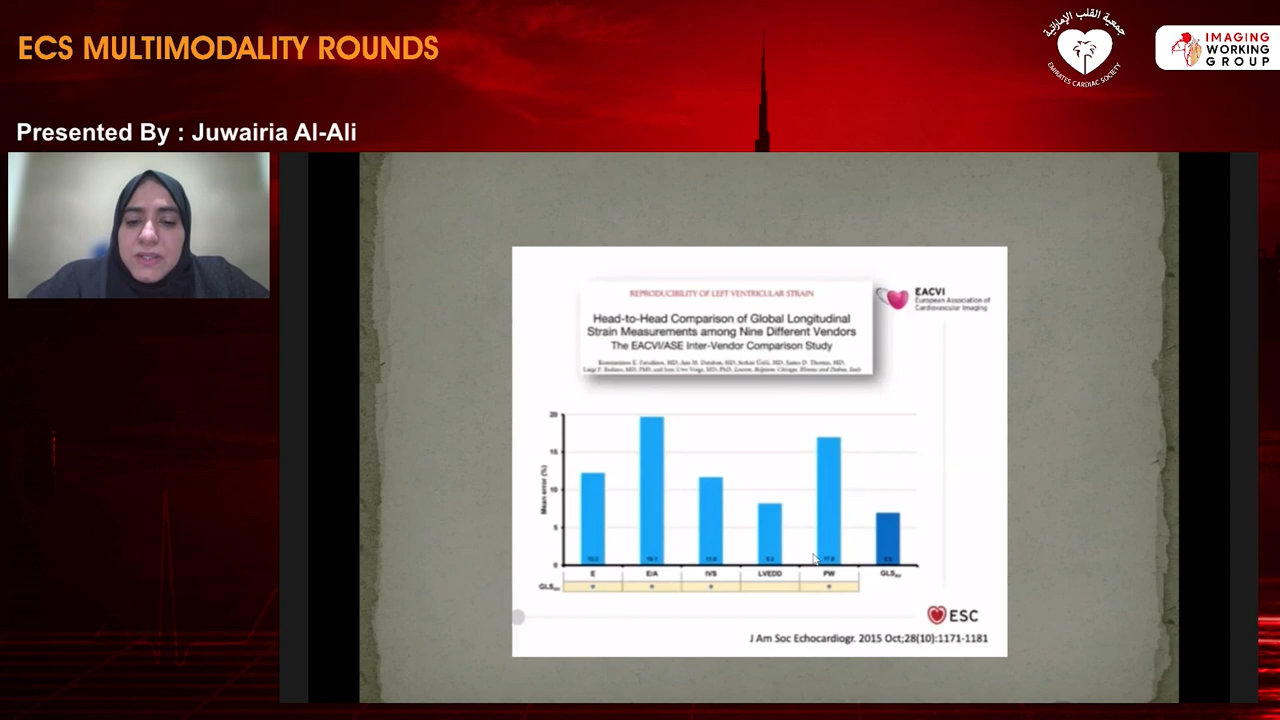 ECS MULTIMODALITY ROUNDS
جمعية القلب الإماراتية
EMIRATES CARDIAC SOCIETY
IMAGING
WORKING
GROUP
Presented By : Juwairia Al-Ali
REPRODUCIBILITY OF LEFT VENTRICULAR STRAIN
EACVI
European Association of
Cardiovascular Imaging
Head-to-Head Comparison of Global Longitudinal
Strain Measurements among Nine Different Vendors
The EACVI/ASE Inter-Vendor Comparison Study
Mean error (%)
20
15
10
5
0
E
E/A
IVS
LVEDD
PW
GLS
GLS
* * * *
ESC
J Am Soc Echocardiogr. 2015 Oct;28(10):1171-1181